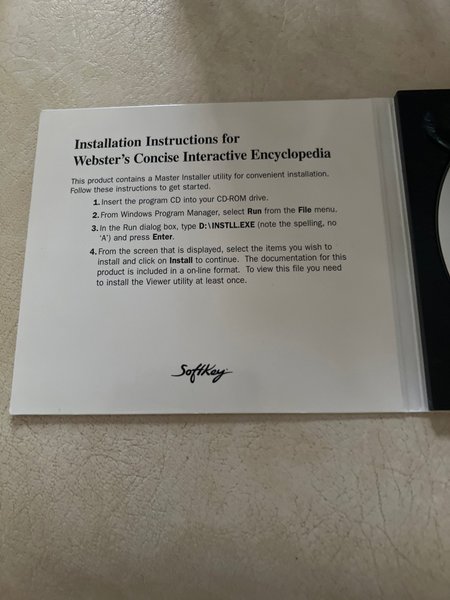 Installation Instructions for
Webster's Concise Interactive Encyclopedia
This product contains a Master Installer utility for convenient installation.
Follow these instructions to get started.
1. Insert the program CD into your CD-ROM drive.
2. From Windows Program Manager, select Run from the File menu.
3. In the Run dialog box, type D:\INSTLL.EXE (note the spelling, no
'A') and press Enter.
4. From the screen that is displayed, select the items you wish to
install and click on Install to continue. The documentation for this
product is included in a on-line format. To view this file you need
to install the Viewer utility at least once.
SoftKey